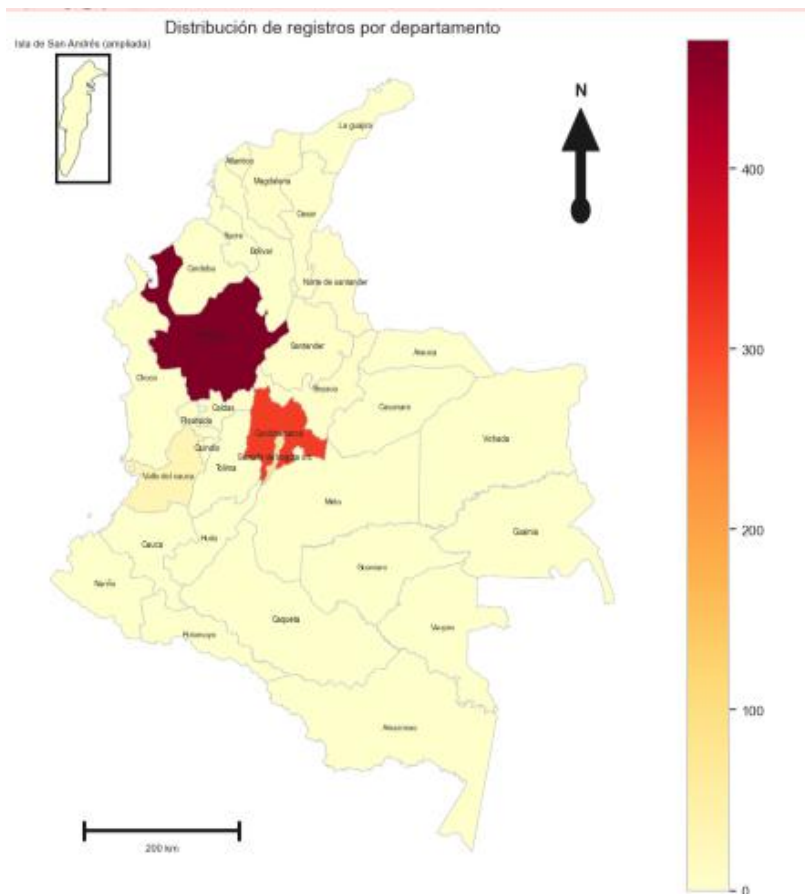 Distribución de registros por departamento
Isla de San Andrés (ampliada)
N
La guajira
Atlantico
Magdalena
Cesar
Sucre
Bolivar
Cordoba
Norte de santander
Santander
Arauca
Choco
Boyaca
Casanare
Caldas
Risaralda
Vichada
Quindio
Tolima
Valle del cauca
Meta
Guainia
Cauca
Huila
Guaviare
Nariño
Caqueta
Vaupes
Putumayo
Amazonas
200 km
400
300
200
100
0